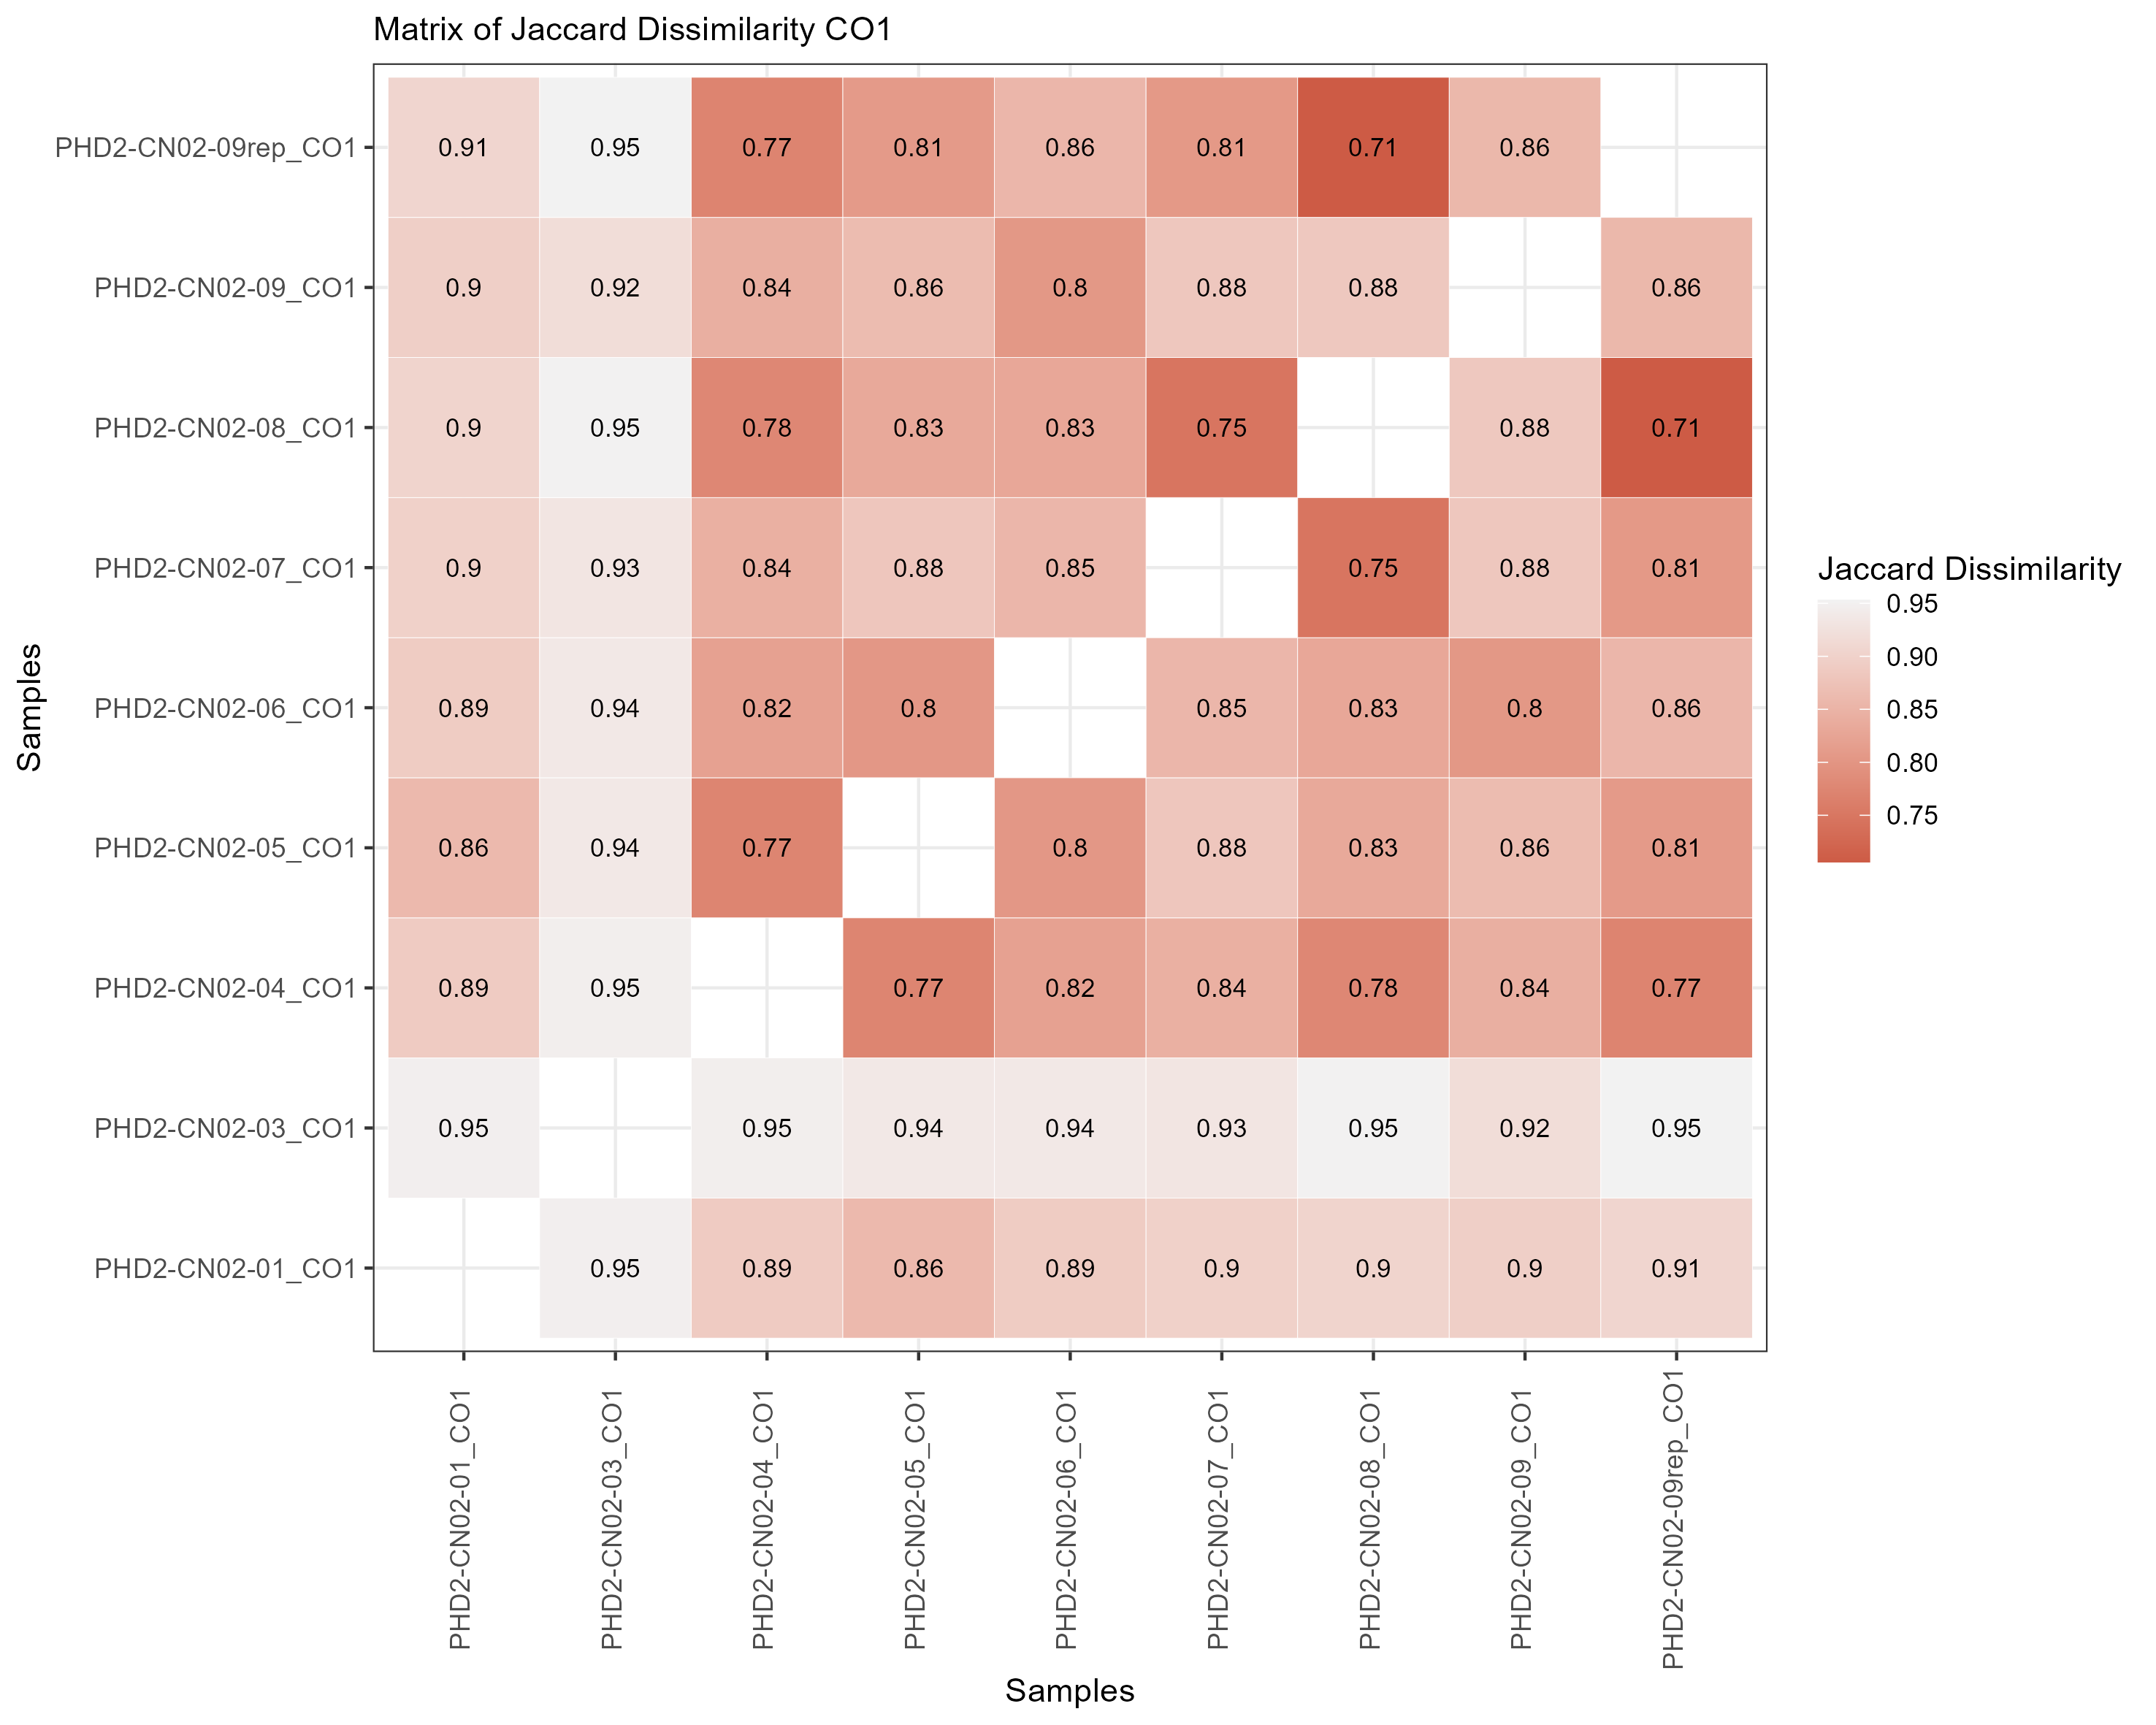 Matrix of Jaccard Dissimilarity CO1
PHD2-CN02-09rep_CO1 0.91 0.95 0.77 0.81 0.86 0.81 0.71 0.86
PHD2-CN02-09_CO1 0.9 0.92 0.84 0.86 0.8 0.88 0.88 0.86
PHD2-CN02-08_CO1 0.9 0.95 0.78 0.83 0.83 0.75 0.88 0.71
PHD2-CN02-07_CO1 0.9 0.93 0.84 0.88 0.85 0.75 0.88 0.81
PHD2-CN02-06_CO1 0.89 0.94 0.82 0.8 0.85 0.83 0.8 0.86
PHD2-CN02-05_CO1 0.86 0.94 0.77 0.8 0.88 0.83 0.86 0.81
PHD2-CN02-04_CO1 0.89 0.95 0.77 0.82 0.84 0.78 0.84 0.77
PHD2-CN02-03_CO1 0.95 0.95 0.94 0.94 0.93 0.95 0.92 0.95
PHD2-CN02-01_CO1 0.95 0.89 0.86 0.89 0.9 0.9 0.9 0.91
Samples
PHD2-CN02-01_CO1
PHD2-CN02-03_CO1
PHD2-CN02-04_CO1
PHD2-CN02-05_CO1
PHD2-CN02-06_CO1
PHD2-CN02-07_CO1
PHD2-CN02-08_CO1
PHD2-CN02-09_CO1
PHD2-CN02-09rep_CO1
Samples
Jaccard Dissimilarity
0.95
0.90
0.85
0.80
0.75